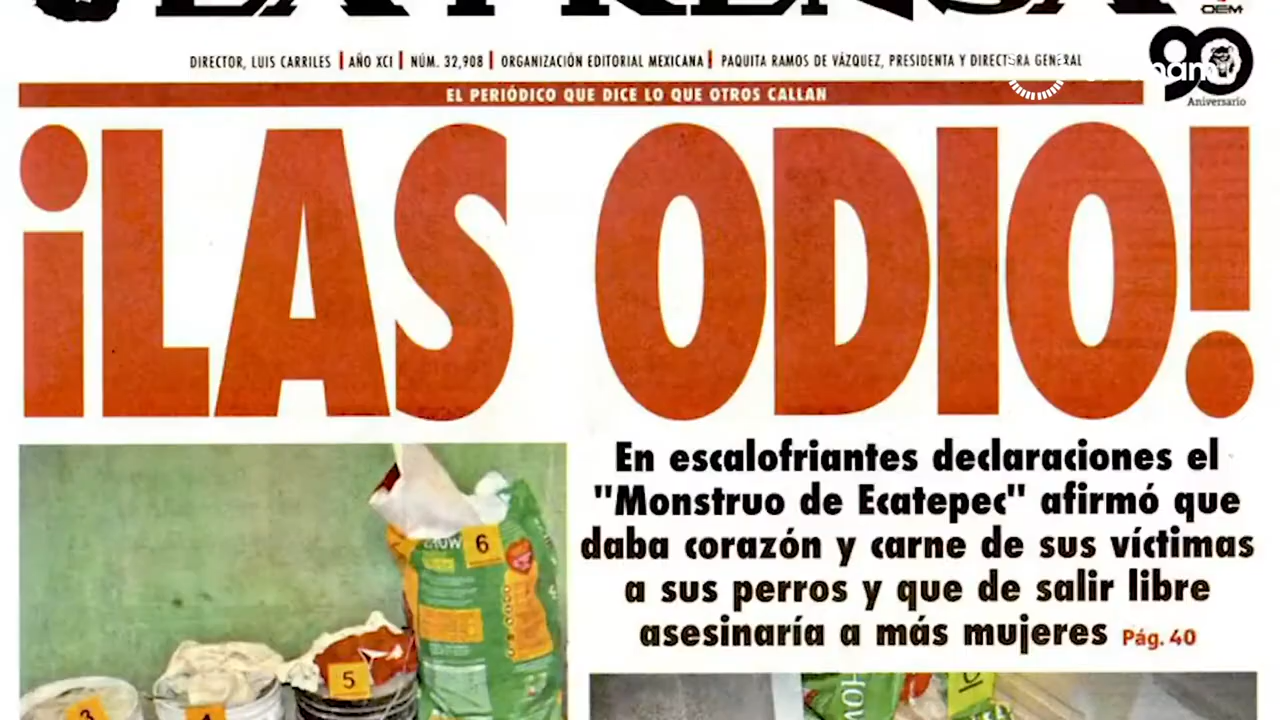 LA PRENSA
OEM
DIRECTOR, LUIS CARRILES | AÑO XCI | NÚM. 32,908 | ORGANIZACIÓN EDITORIAL MEXICANA | PAQUITA RAMOS DE VÁZQUEZ, PRESIDENTA Y DIRECTORA GENERAL
90
Aniversario
EL PERIÓDICO QUE DICE LO QUE OTROS CALLAN
¡LAS ODIO!
En escalofriantes declaraciones el
"Monstruo de Ecatepec" afirmó que
daba corazón y carne de sus víctimas
a sus perros y que de salir libre
asesinaría a más mujeres Pág. 40
6
5
3
4